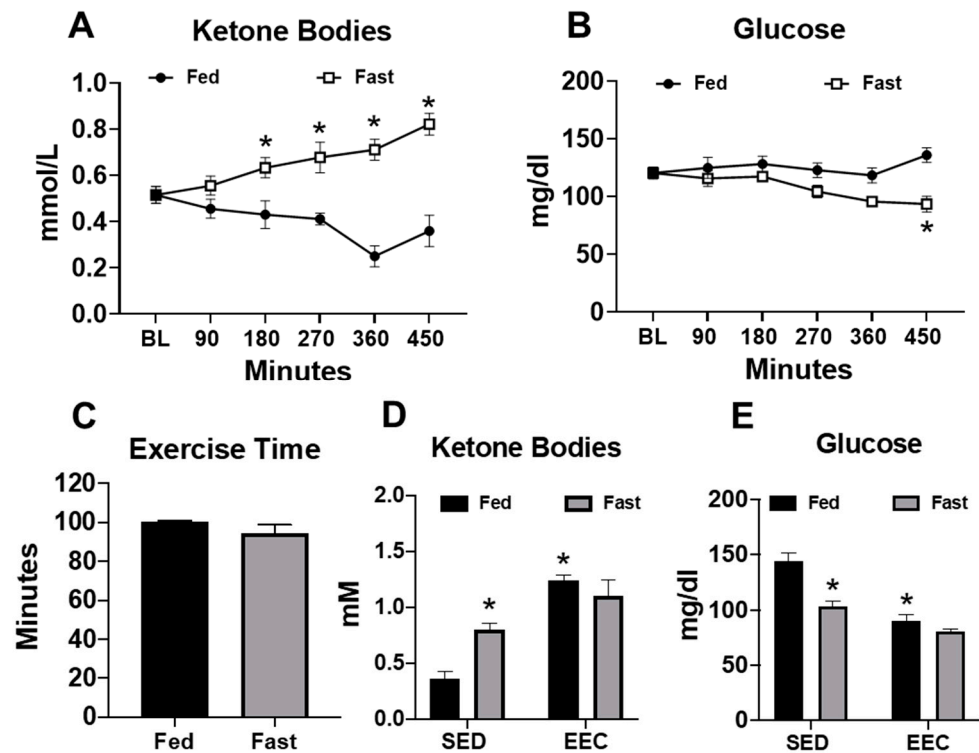 A
Ketone Bodies
Fed
Fast
1.0
0.8
0.6
0.4
0.2
0.0
mmol/L
*
*
*
*
BL 90 180 270 360 450
Minutes
B
Glucose
Fed
Fast
200
150
100
50
0
mg/dl
*
BL 90 180 270 360 450
Minutes
C
Exercise Time
120
100
80
60
40
20
0
Minutes
Fed Fast
D
Ketone Bodies
2.0
1.5
1.0
0.5
0.0
mM
Fed
Fast
*
*
SED EEC
E
Glucose
200
150
100
50
0
mg/dl
Fed
Fast
*
*
SED EEC